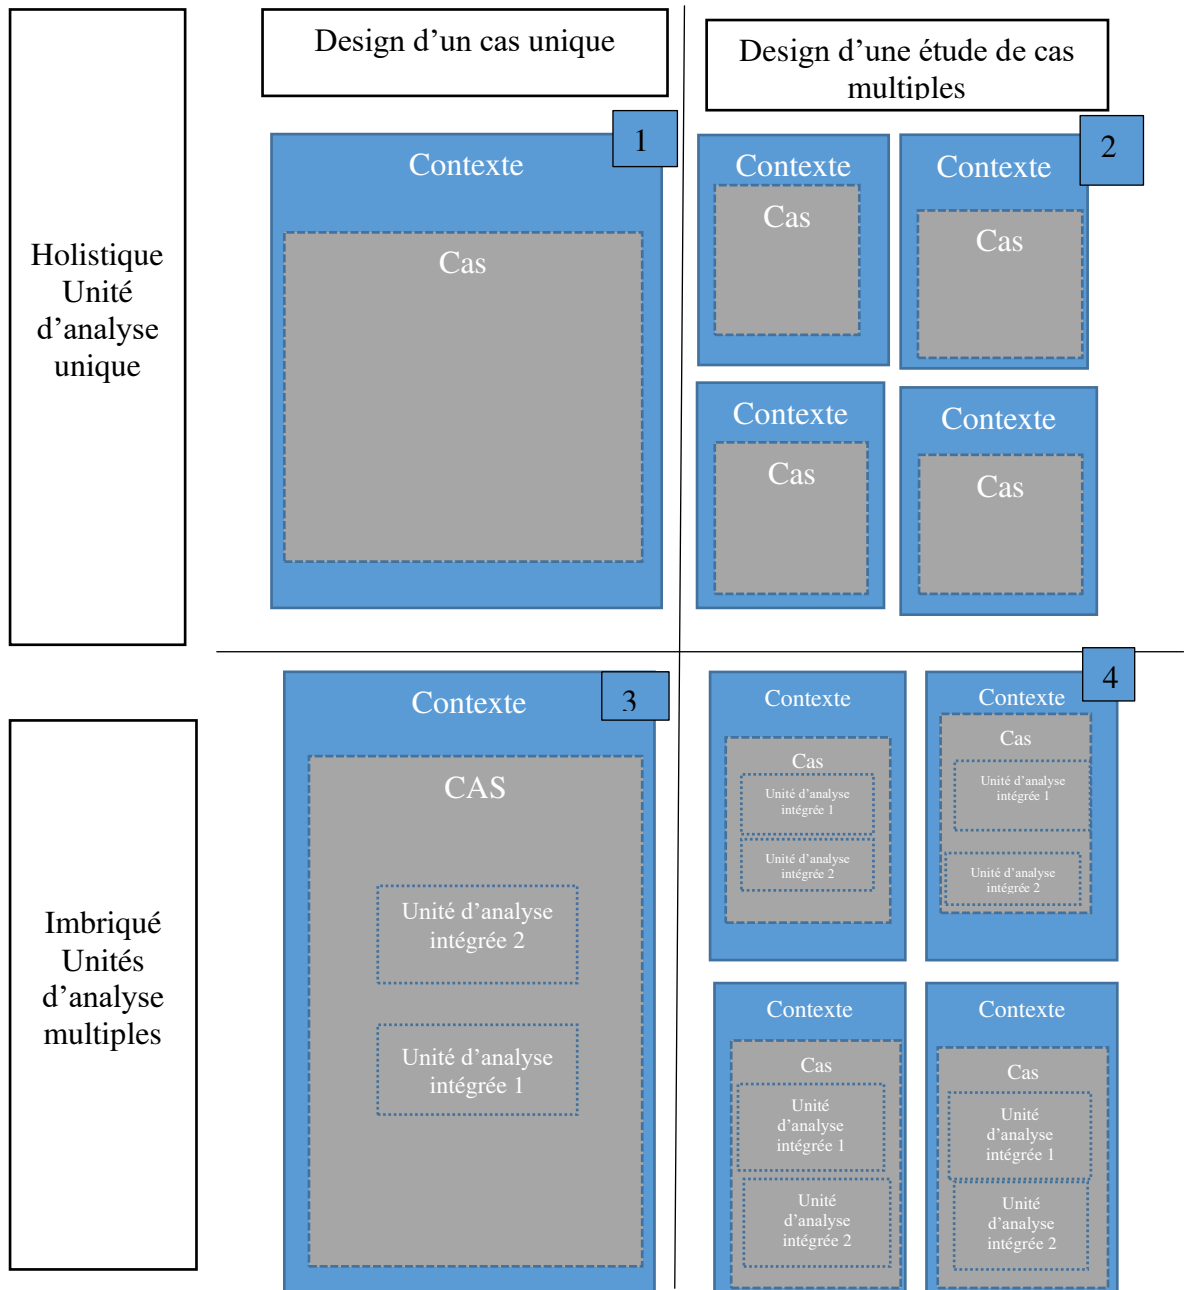 Design d’un cas unique
Design d’une étude de cas
multiples
Holistique
Unité
d’analyse
unique
1
Contexte
Cas
2
Contexte
Cas
Contexte
Cas
Contexte
Cas
Contexte
Cas
Imbriqué
Unités
d’analyse
multiples
3
Contexte
CAS
Unité d’analyse
intégrée 2
Unité d’analyse
intégrée 1
4
Contexte
Cas
Unité d’analyse
intégrée 1
Unité d’analyse
intégrée 2
Contexte
Cas
Unité d’analyse
intégrée 1
Unité d’analyse
intégrée 2
Contexte
Cas
Unité
d’analyse
intégrée 1
Unité
d’analyse
intégrée 2
Contexte
Cas
Unité
d’analyse
intégrée 1
Unité
d’analyse
intégrée 2